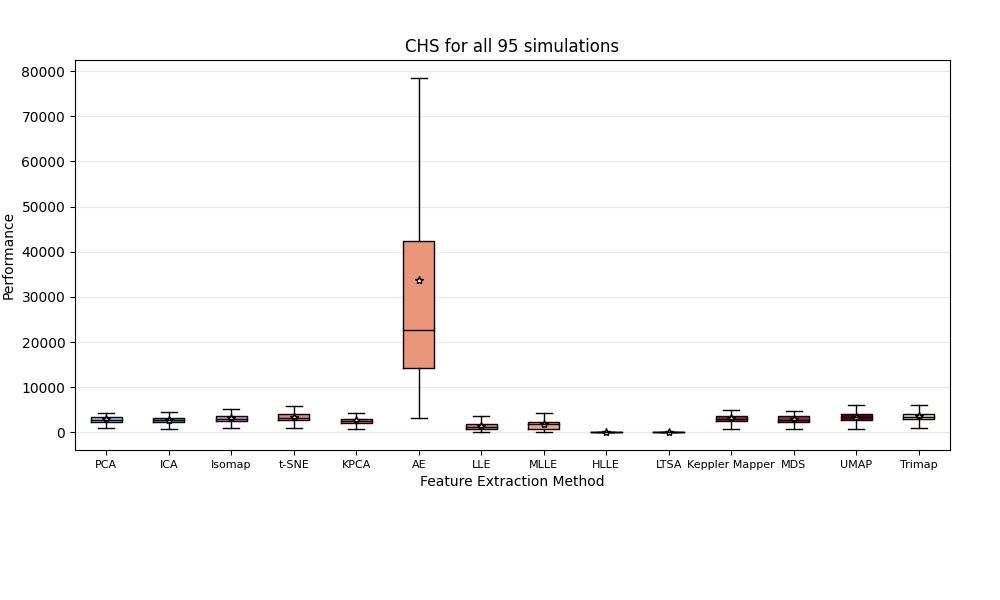 CHS for all 95 simulations
Performance
80000
70000
60000
50000
40000
30000
20000
10000
0
PCA ICA Isomap t-SNE KPCA AE LLE MLLE HLLE LTSA Keppler Mapper MDS UMAP Trimap
Feature Extraction Method